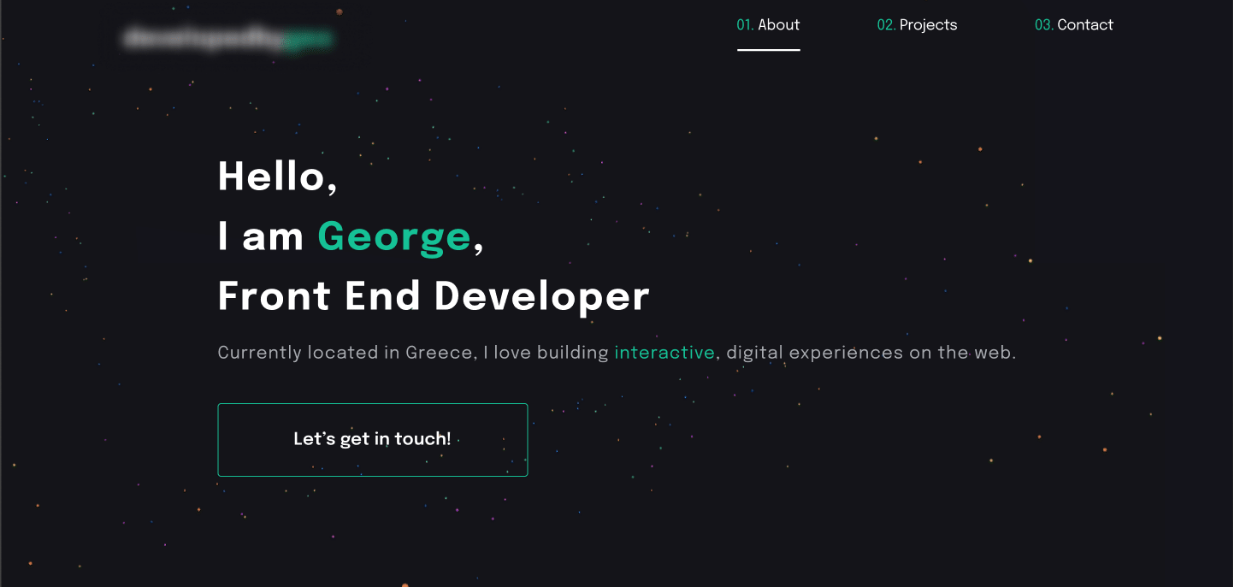 developedbygeo
01. About
02. Projects
03. Contact
Hello,
I am George,
Front End Developer
Currently located in Greece, I love building interactive, digital experiences on the web.
Let's get in touch!